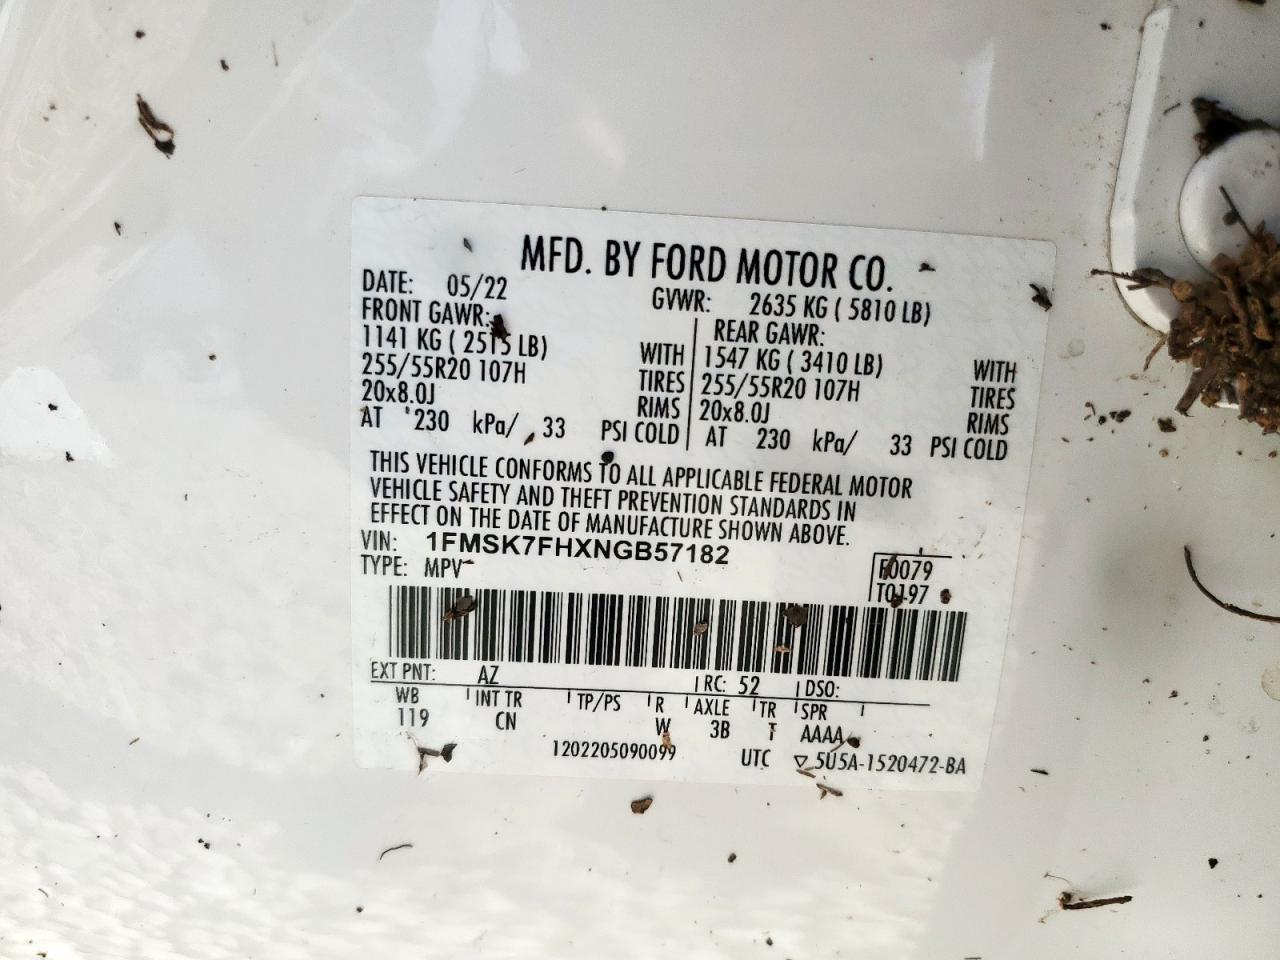 MFD. BY FORD MOTOR CO.
DATE: 05/22 GVWR: 2635 KG ( 5810 LB)
FRONT GAWR: REAR GAWR:
1141 KG ( 2515 LB) WITH 1547 KG ( 3410 LB) WITH
255/55R20 107H TIRES 255/55R20 107H TIRES
20x8.0J RIMS 20x8.0J RIMS
AT 230 kPa/ 33 PSI COLD AT 230 kPa/ 33 PSI COLD
THIS VEHICLE CONFORMS TO ALL APPLICABLE FEDERAL MOTOR
VEHICLE SAFETY AND THEFT PREVENTION STANDARDS IN
EFFECT ON THE DATE OF MANUFACTURE SHOWN ABOVE.
VIN: 1FMSK7FHXNGB57182
TYPE: MPV
F0079
T0197
EXT PNT: AZ RC: 52 DSO:
WB INT TR TP/PS R AXLE TR SPR
119 CN W 3B T AAAA
1202205090099 UTC ▽ 5U5A-1520472-BA